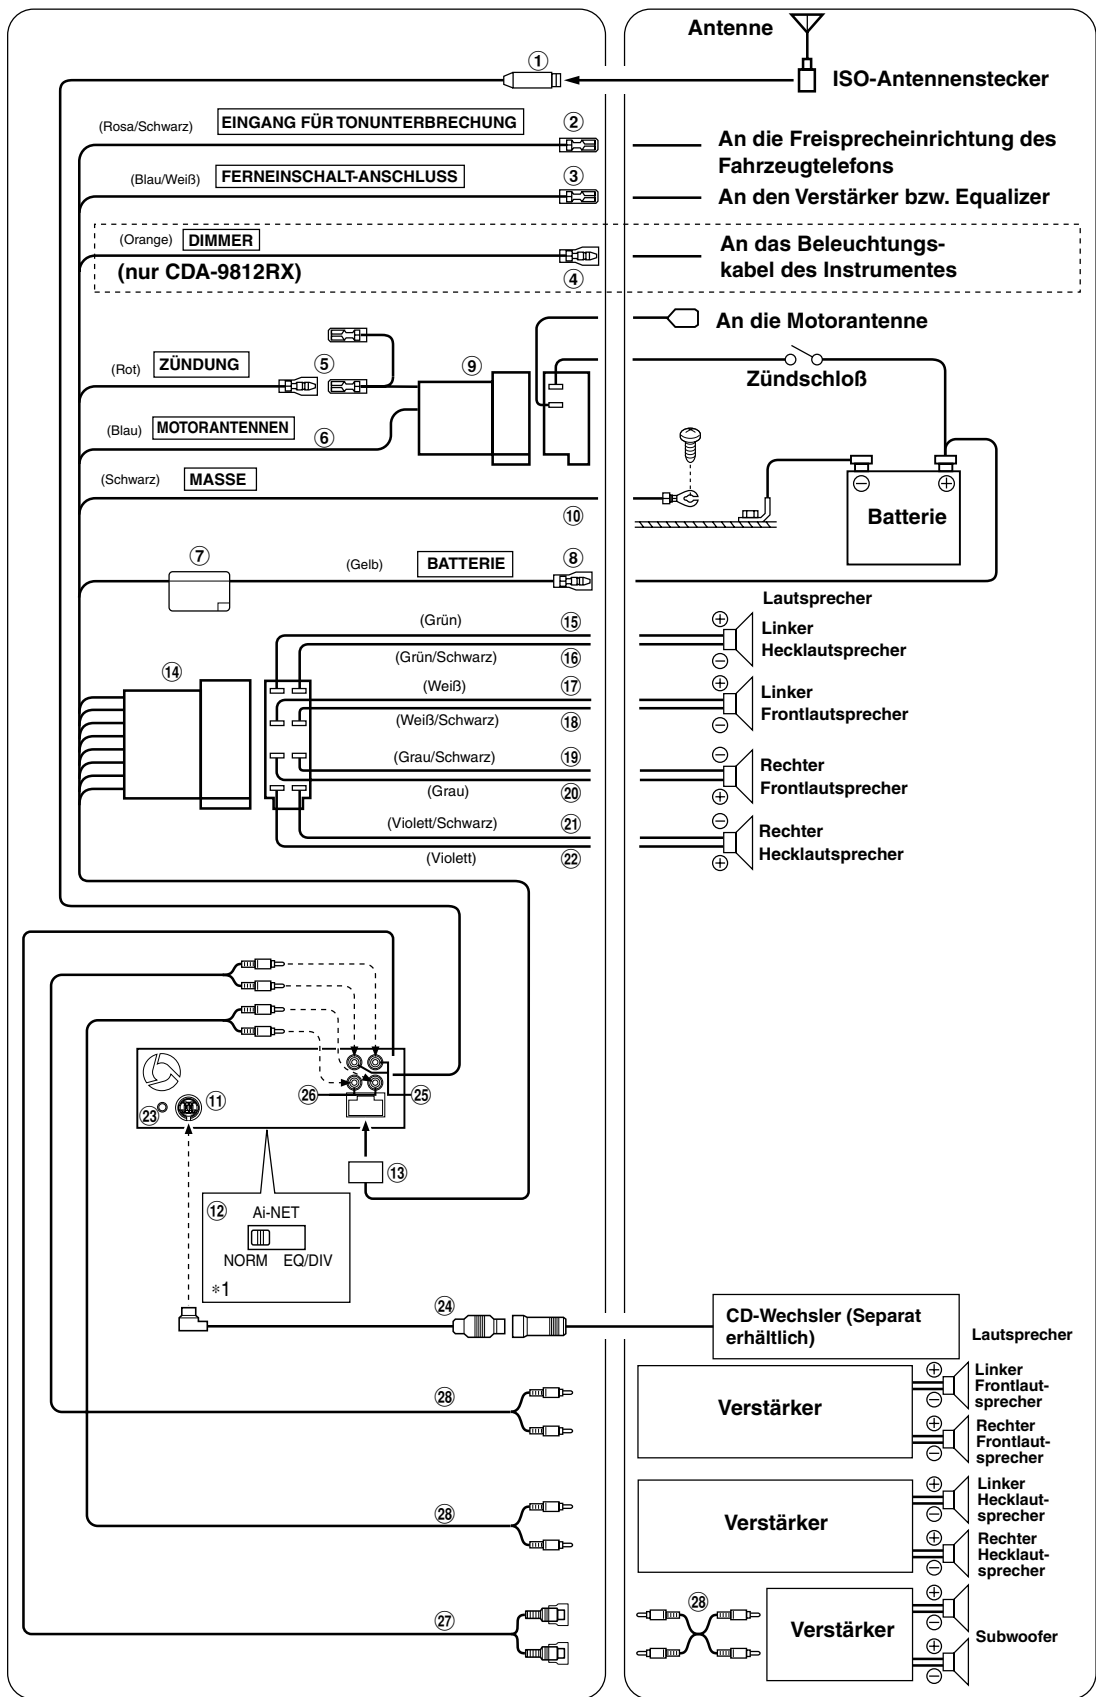 Antenne
①
ISO-Antennenstecker
(Rosa/Schwarz) EINGANG FÜR TONUNTERBRECHUNG ②
An die Freisprecheinrichtung des
Fahrzeugtelefons
(Blau/Weiß) FERNEINSCHALT-ANSCHLUSS ③
An den Verstärker bzw. Equalizer
(Orange) DIMMER
(nur CDA-9812RX) ④
An das Beleuchtungs-
kabel des Instrumentes
An die Motorantenne
(Rot) ZÜNDUNG ⑤ ⑨
Zündschloß
(Blau) MOTORANTENNEN ⑥
(Schwarz) MASSE
⑩
⊖ ⊕
Batterie
⑦
(Gelb) BATTERIE ⑧
Lautsprecher
(Grün) ⑮
⊕ Linker
(Grün/Schwarz) ⑯
⊖ Hecklautsprecher
⑭
(Weiß) ⑰
⊕ Linker
(Weiß/Schwarz) ⑱
⊖ Frontlautsprecher
(Grau/Schwarz) ⑲
⊖ Rechter
(Grau) ⑳
⊕ Frontlautsprecher
(Violett/Schwarz) ㉑
⊖ Rechter
(Violett) ㉒
⊕ Hecklautsprecher
㉓ ⑪ ㉖ ㉕
⑬
⑫ Ai-NET
NORM EQ/DIV
*1
㉔
CD-Wechsler (Separat
erhältlich)
Lautsprecher
㉘
Verstärker
⊕ Linker
Frontlaut-
⊖ sprecher
⊕ Rechter
Frontlaut-
⊖ sprecher
㉘
Verstärker
⊕ Linker
Hecklaut-
⊖ sprecher
⊕ Rechter
Hecklaut-
⊖ sprecher
㉗
㉘
Verstärker
⊕
⊖
Subwoofer
⊕
⊖